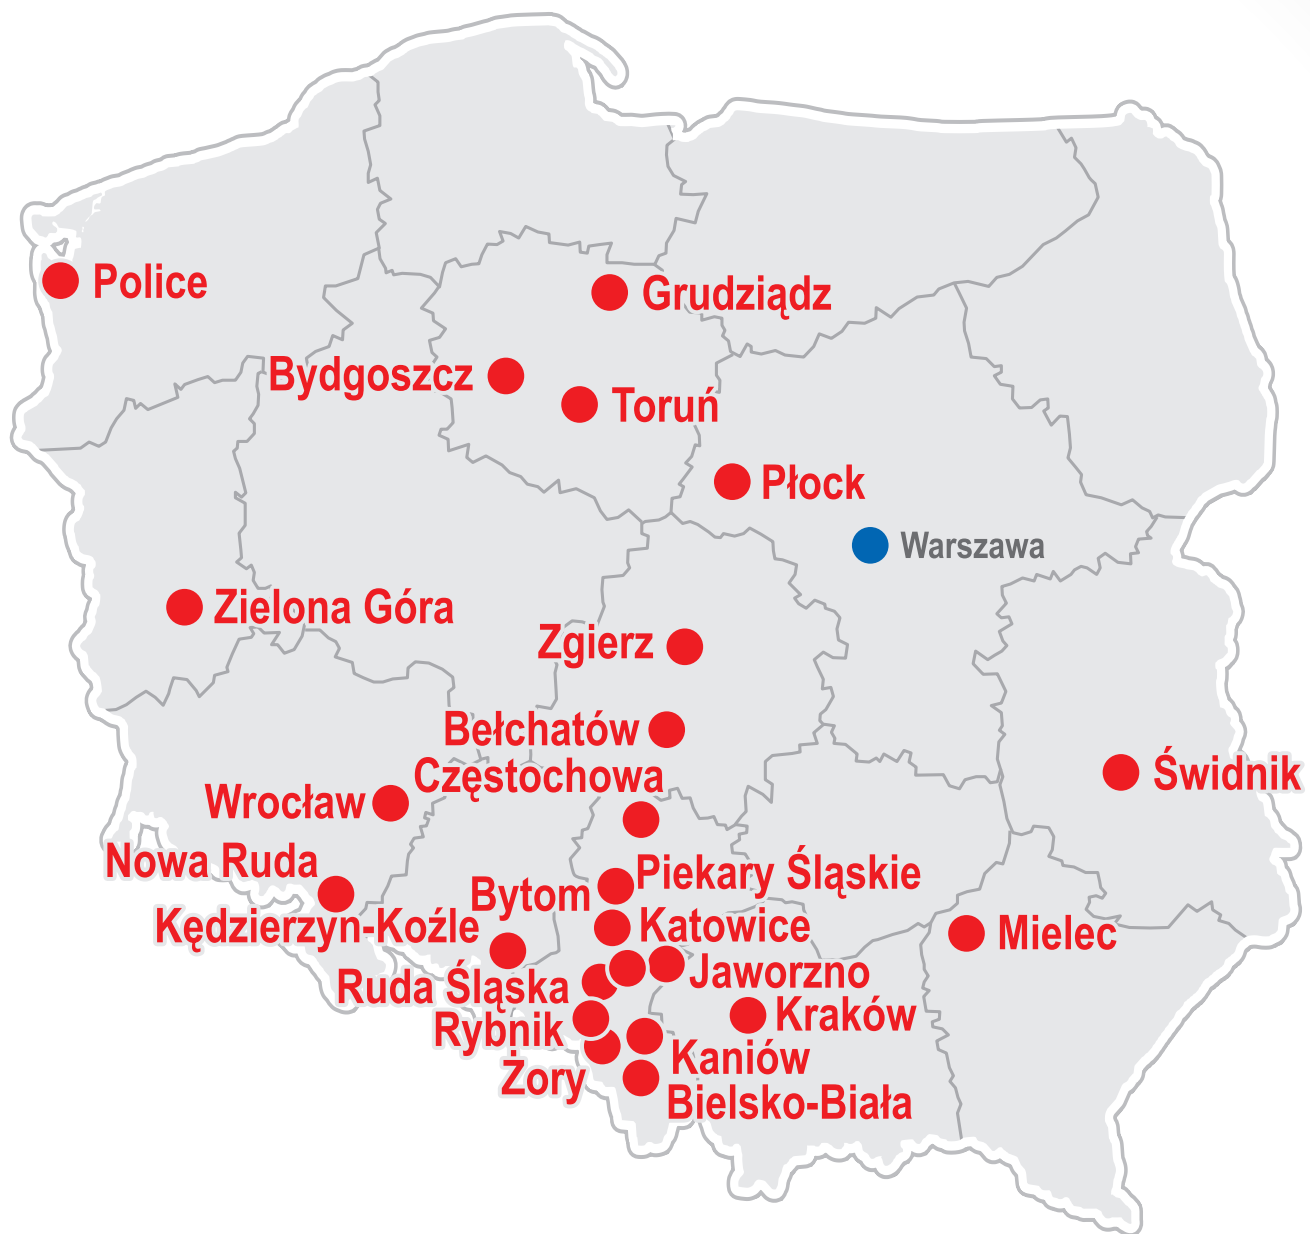 Police
Grudziądz
Bydgoszcz
Toruń
Płock
Warszawa
Zielona Góra
Zgierz
Bełchatów
Częstochowa
Świdnik
Wrocław
Nowa Ruda
Piekary Śląskie
Bytom
Kędzierzyn-Koźle
Katowice
Mielec
Jaworzno
Ruda Śląska
Kraków
Rybnik
Kaniów
Żory
Bielsko-Biała